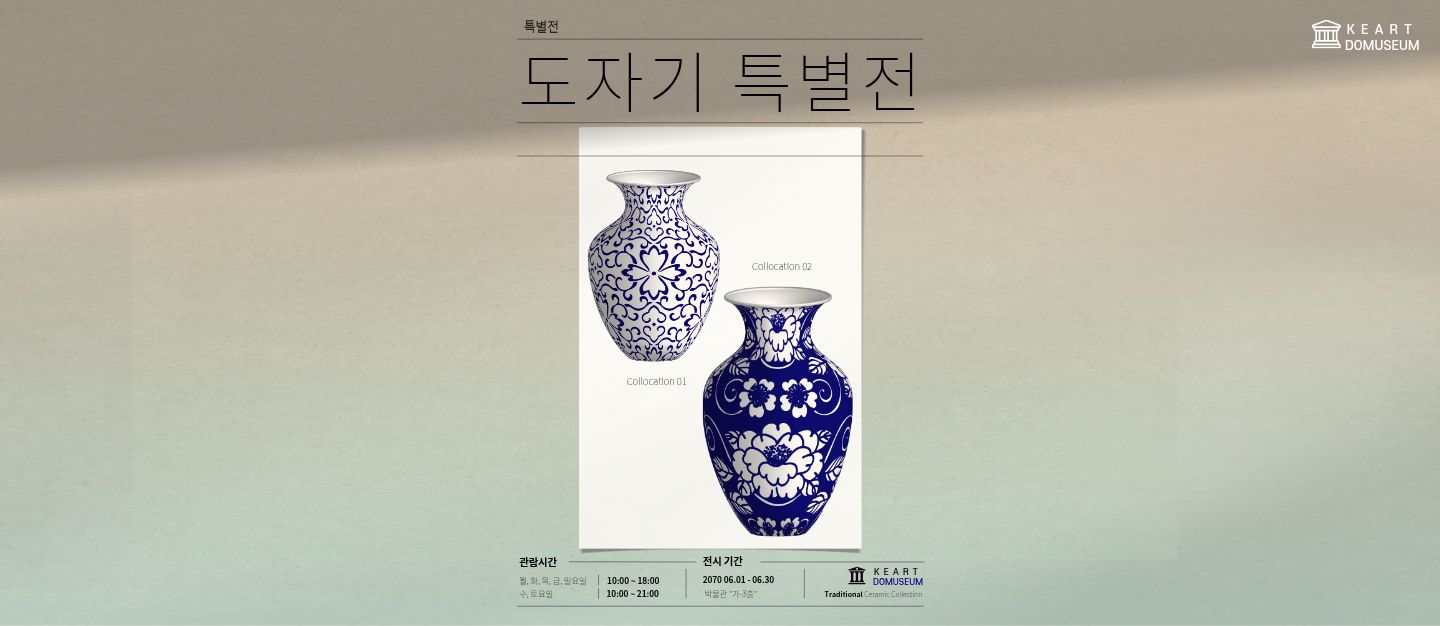 특별전
KEART
DOMUSEUM
도자기 특별전
Collocation 02
Collocation 01
관람시간
월, 화, 목, 금, 일요일 10:00 ~ 18:00
수, 토요일 10:00 ~ 21:00
전시 기간
2070 06.01 - 06.30
박물관 "가-3층"
KEART
DOMUSEUM
Traditional Ceramic Collection